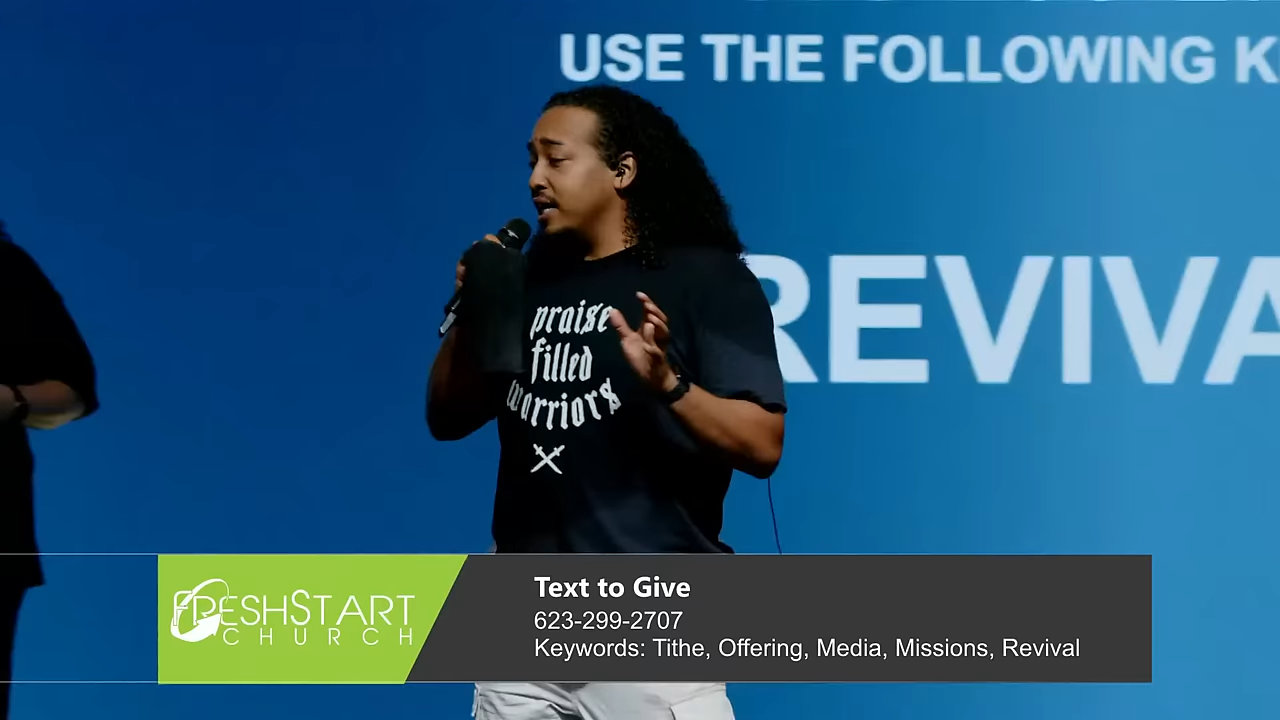 USE THE FOLLOWING K
REVIVA
praise
filled
warriors
FRESHSTART
CHURCH
Text to Give
623-299-2707
Keywords: Tithe, Offering, Media, Missions, Revival